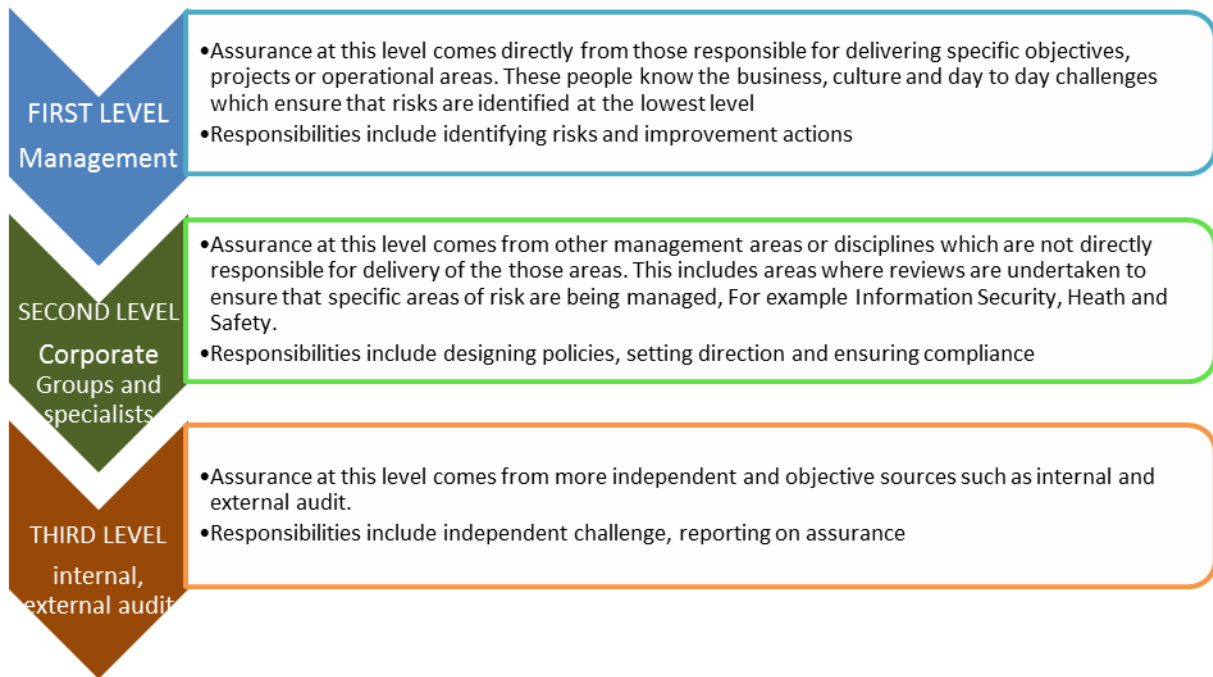 FIRST LEVEL
Management
•Assurance at this level comes directly from those responsible for delivering specific objectives,
projects or operational areas. These people know the business, culture and day to day challenges
which ensure that risks are identified at the lowest level
•Responsibilities include identifying risks and improvement actions
SECOND LEVEL
Corporate
Groups and
specialists
•Assurance at this level comes from other management areas or disciplines which are not directly
responsible for delivery of the those areas. This includes areas where reviews are undertaken to
ensure that specific areas of risk are being managed, For example Information Security, Heath and
Safety.
•Responsibilities include designing policies, setting direction and ensuring compliance
THIRD LEVEL
internal,
external audit
•Assurance at this level comes from more independent and objective sources such as internal and
external audit.
•Responsibilities include independent challenge, reporting on assurance